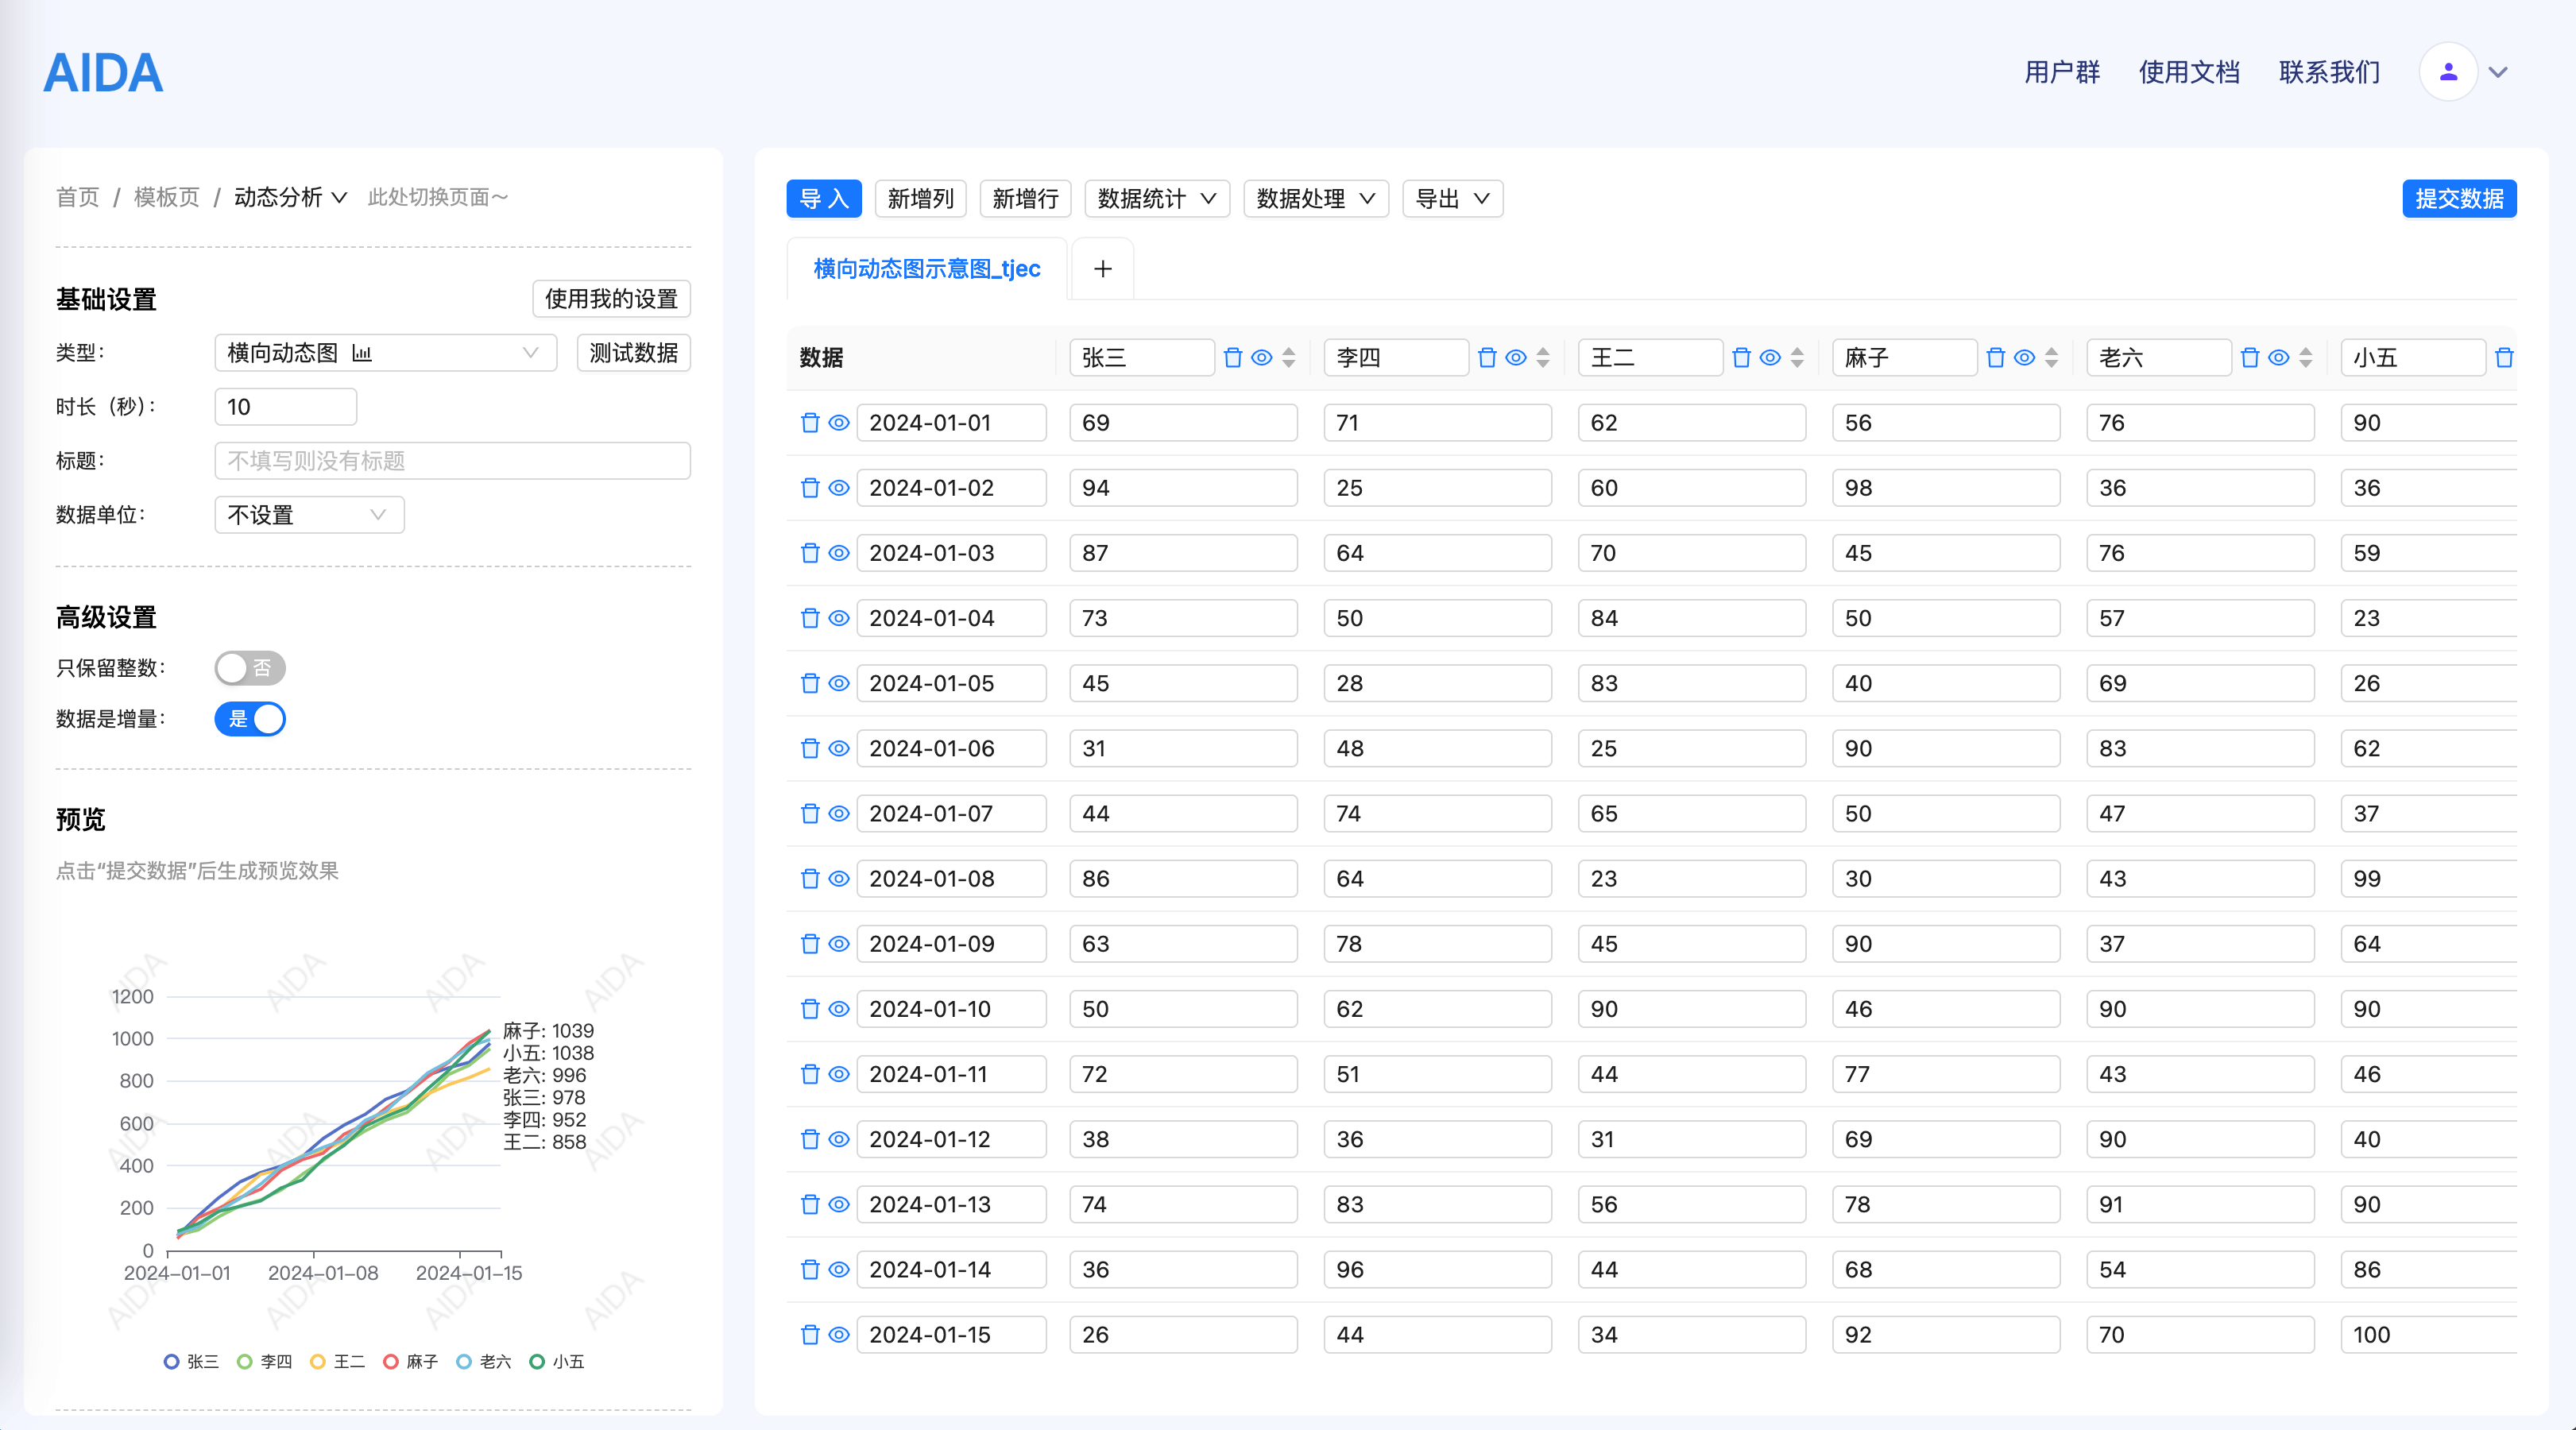 AIDA
用户群 使用文档 联系我们
首页 / 模板页 / 动态分析 此处切换页面～
基础设置 使用我的设置
类型： 横向动态图 测试数据
时长（秒）： 10
标题： 不填写则没有标题
数据单位： 不设置
高级设置
只保留整数： 否
数据是增量： 是
预览
点击“提交数据”后生成预览效果
AIDA AIDA AIDA AIDA
1200
1000
800
600
400
200
0
AIDA AIDA AIDA AIDA
麻子: 1039
小五: 1038
老六: 996
张三: 978
李四: 952
王二: 858
2024-01-01 2024-01-08 2024-01-15
AIDA AIDA AIDA AIDA
张三 李四 王二 麻子 老六 小五
导 入 新增列 新增行 数据统计 数据处理 导出 提交数据
横向动态图示意图_tjec +
数据 张三 李四 王二 麻子 老六 小五
2024-01-01 69 71 62 56 76 90
2024-01-02 94 25 60 98 36 36
2024-01-03 87 64 70 45 76 59
2024-01-04 73 50 84 50 57 23
2024-01-05 45 28 83 40 69 26
2024-01-06 31 48 25 90 83 62
2024-01-07 44 74 65 50 47 37
2024-01-08 86 64 23 30 43 99
2024-01-09 63 78 45 90 37 64
2024-01-10 50 62 90 46 90 90
2024-01-11 72 51 44 77 43 46
2024-01-12 38 36 31 69 90 40
2024-01-13 74 83 56 78 91 90
2024-01-14 36 96 44 68 54 86
2024-01-15 26 44 34 92 70 100